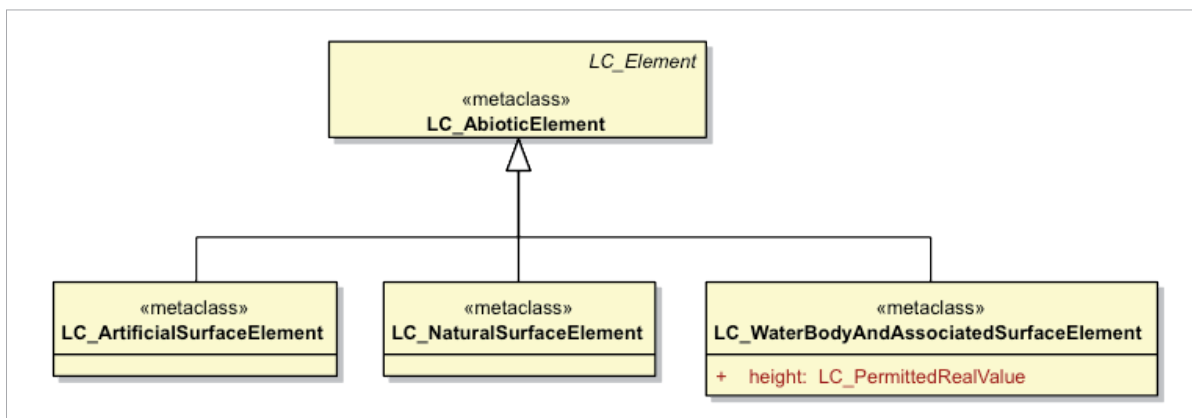 LC_Element
«metaclass»
LC_AbioticElement
«metaclass»
LC_ArtificialSurfaceElement
«metaclass»
LC_NaturalSurfaceElement
«metaclass»
LC_WaterBodyAndAssociatedSurfaceElement
+ height: LC_PermittedRealValue